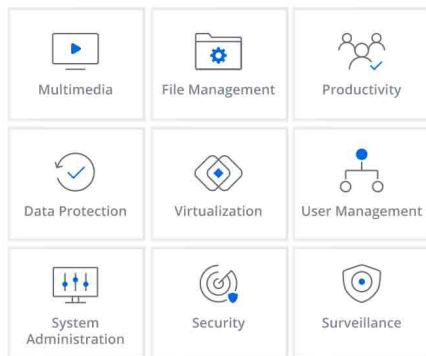 Multimedia
File Management
Productivity
Data Protection
Virtualization
User Management
System
Administration
Security
Surveillance